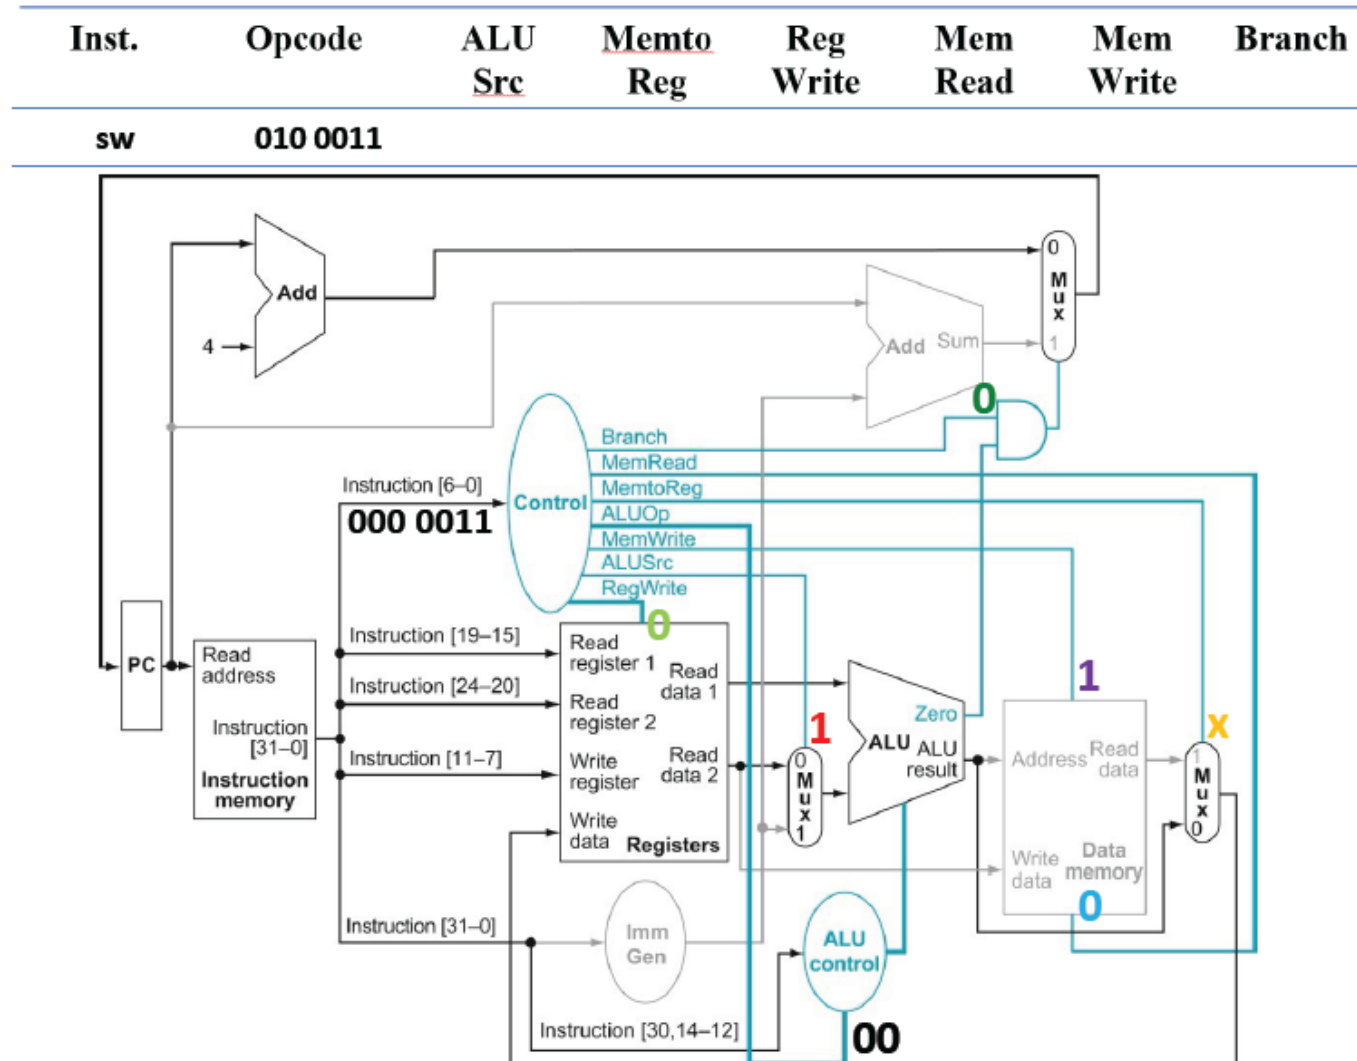 Inst. Opcode ALU Src Memto Reg Reg Write Mem Read Mem Write Branch
sw 010 0011
Add
4
0
Mux
1
Add Sum
0
Branch
MemRead
MemtoReg
ALUOp
MemWrite
ALUSrc
RegWrite
Control
Instruction [6–0]
000 0011
0
PC
Read address
Instruction [31–0]
Instruction memory
Instruction [19–15]
Instruction [24–20]
Instruction [11–7]
Instruction [31–0]
Read register 1
Read data 1
Read register 2
Read data 2
Write register
Write data
Registers
1
0
Mux
1
Zero
ALU
ALU result
1
Address
Read data
Write data
Data memory
0
x
1
Mux
0
Imm Gen
ALU control
Instruction [30,14–12]
00